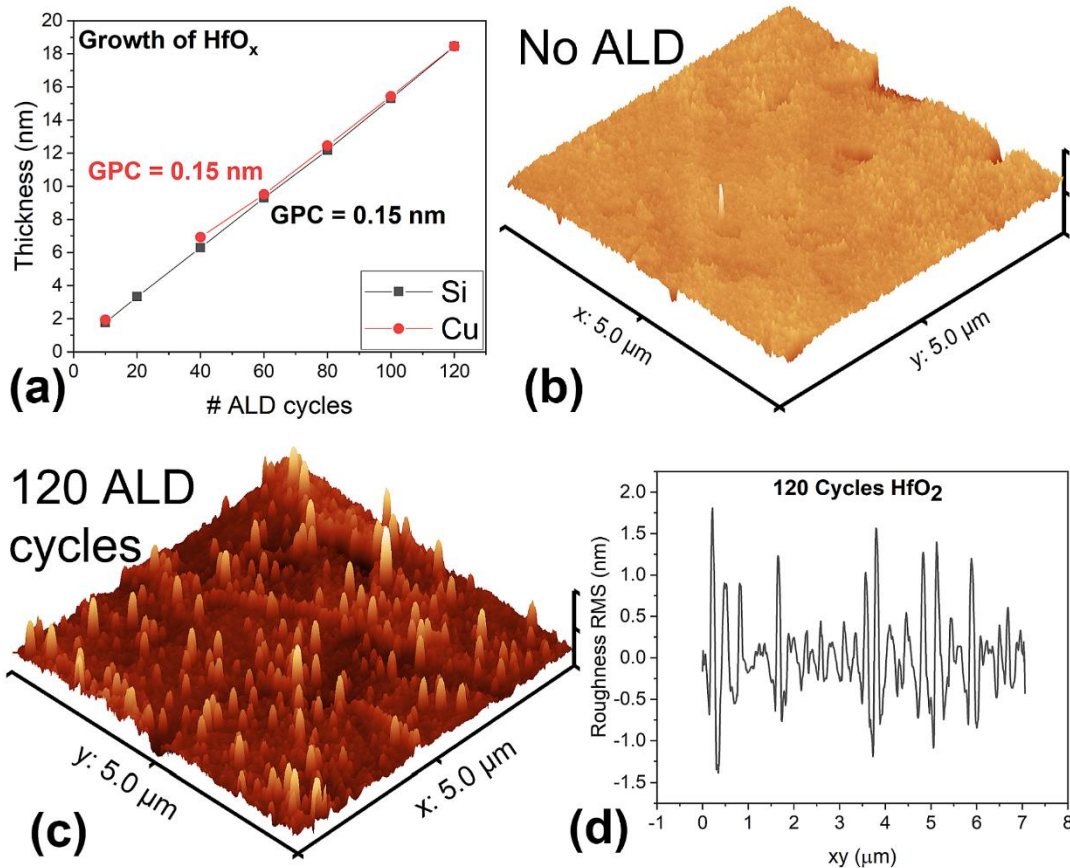 Growth of HfOx
GPC = 0.15 nm
GPC = 0.15 nm
Si
Cu
Thickness (nm)
20
18
16
14
12
10
8
6
4
2
0
0 20 40 60 80 100 120
# ALD cycles
(a)
No ALD
x: 5.0 µm
y: 5.0 µm
(b)
120 ALD
cycles
y: 5.0 µm
x: 5.0 µm
(c)
120 Cycles HfO2
Roughness RMS (nm)
2.0
1.5
1.0
0.5
0.0
-0.5
-1.0
-1.5
-1 0 1 2 3 4 5 6 7 8
xy (µm)
(d)